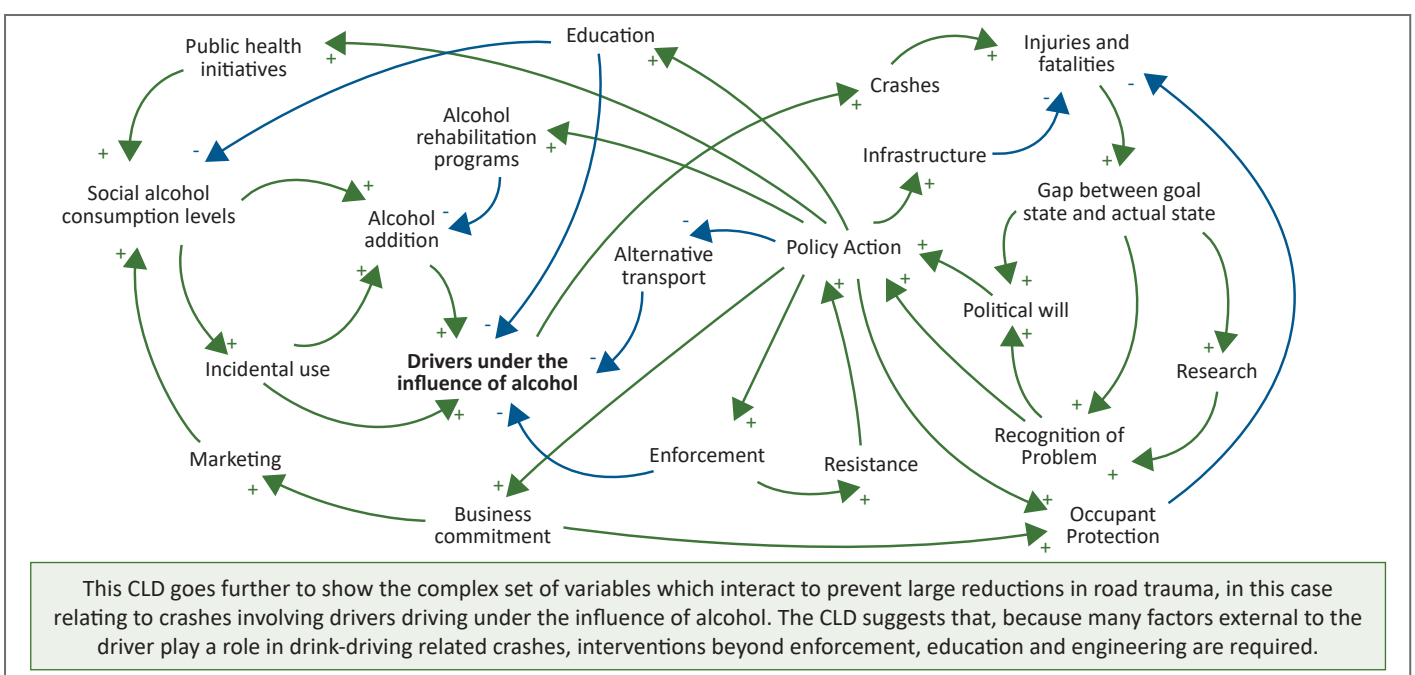 Public health
initiatives
+
Education
+
Crashes
+
+
Injuries and
fatalities
-
-
Alcohol
rehabilitation
programs
+
Infrastructure
+
+
-
+
Social alcohol
consumption levels
+
+
Alcohol
addition
-
+
Gap between goal
state and actual state
Policy Action
+
+
+
-
Alternative
transport
+
Political will
+
+
-
-
Drivers under the
influence of alcohol
-
+
+
Incidental use
+
Research
+
Recognition of
Problem
+
+
Marketing
+
Enforcement
+
Resistance
+
+
Business
commitment
+
Occupant
Protection
+
This CLD goes further to show the complex set of variables which interact to prevent large reductions in road trauma, in this case
relating to crashes involving drivers driving under the influence of alcohol. The CLD suggests that, because many factors external to the
driver play a role in drink-driving related crashes, interventions beyond enforcement, education and engineering are required.